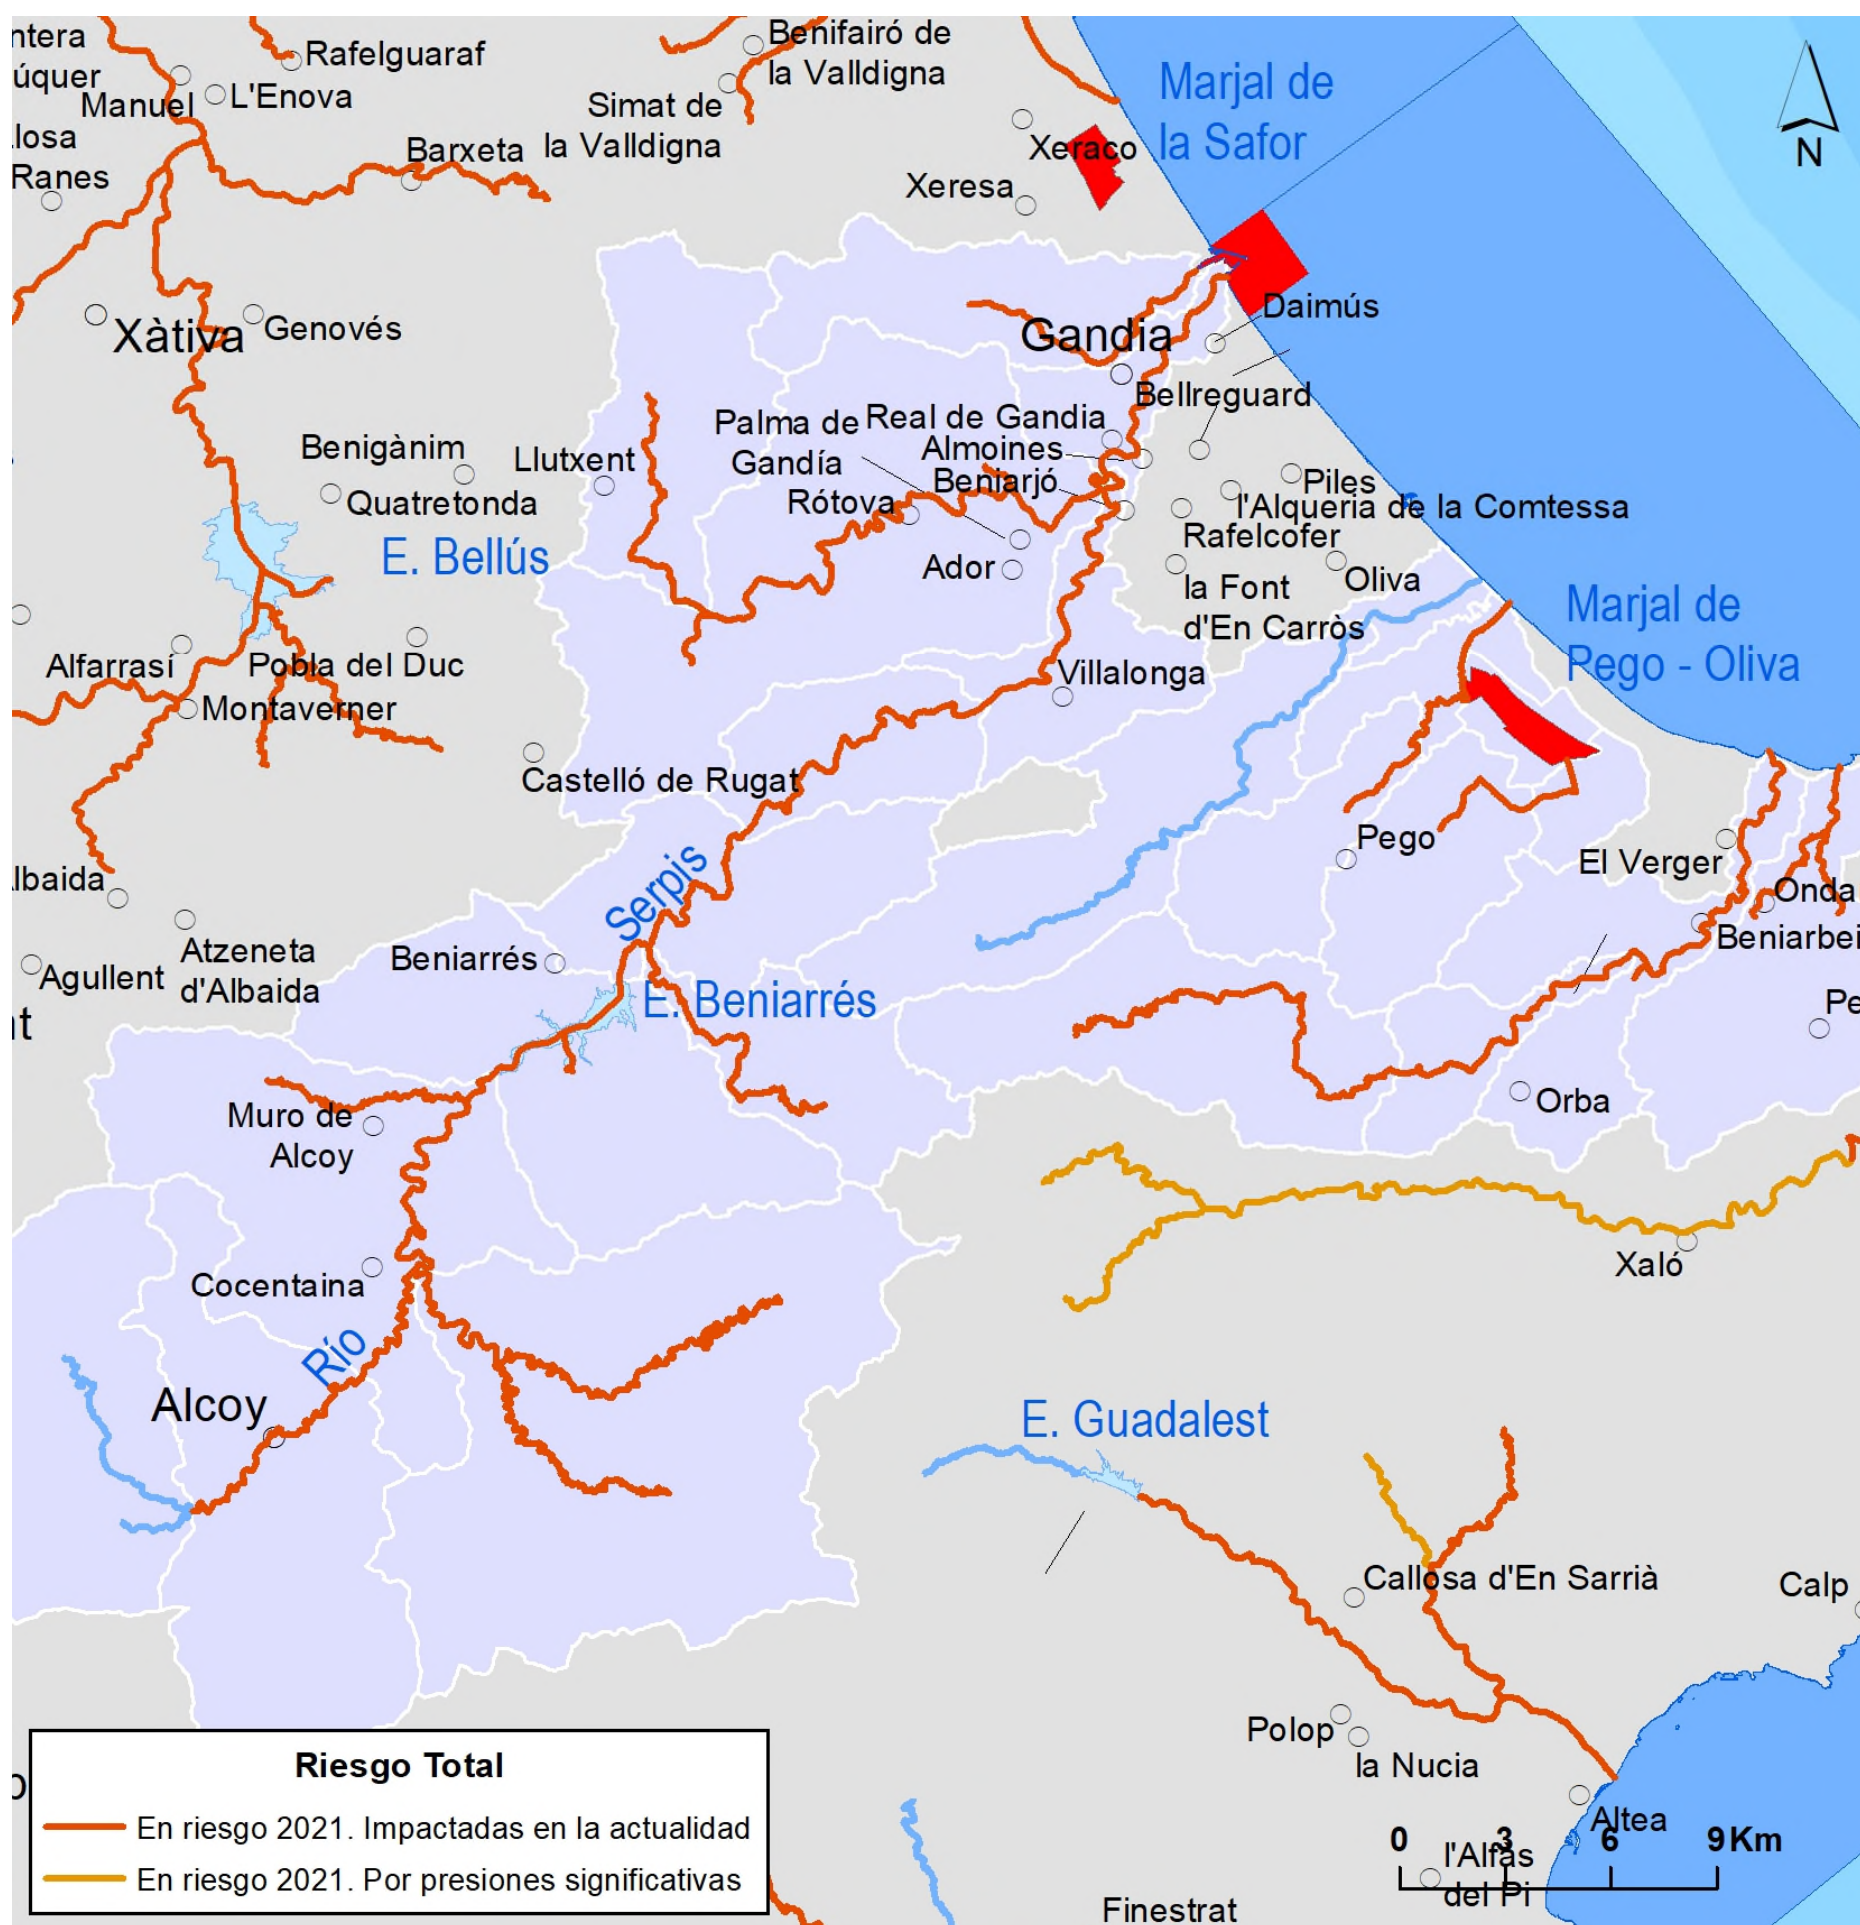 ntera
úquer
Rafelguaraf
Benifairó de
la Valldigna
Manuel
L'Enova
Simat de
la Valldigna
Marjal de
la Safor
N
Llosa
Ranes
Barxeta
Xeraco
Xeresa
Xàtiva
Genovés
Gandia
Daimús
Bellreguard
Palma de
Gandía
Real de Gandia
Almoines
Beniarjó
Rótova
Benigànim
Llutxent
Quatretonda
Piles
l'Alqueria de la Comtessa
Rafelcofer
E. Bellús
Ador
la Font
d'En Carròs
Oliva
Marjal de
Pego - Oliva
Alfarrasí
Pobla del Duc
Montaverner
Villalonga
Castelló de Rugat
Pego
El Verger
Onda
Beniarbei
lbaida
Serpis
Atzeneta
d'Albaida
Agullent
Beniarrés
E. Beniarrés
Pe
nt
Muro de
Alcoy
Orba
Cocentaina
Xaló
Río
Alcoy
E. Guadalest
Callosa d'En Sarrià
Calp
Polop
la Nucia
Altea
l'Alfàs
del Pi
Finestrat
0 3 6 9 Km
Riesgo Total
En riesgo 2021. Impactadas en la actualidad
En riesgo 2021. Por presiones significativas